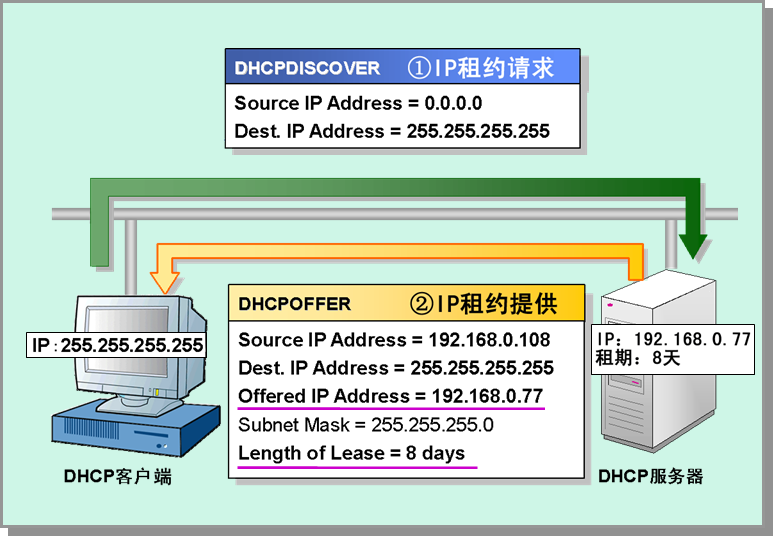 DHCPDISCOVER ①IP租约请求
Source IP Address = 0.0.0.0
Dest. IP Address = 255.255.255.255
DHCPOFFER ②IP租约提供
Source IP Address = 192.168.0.108
Dest. IP Address = 255.255.255.255
Offered IP Address = 192.168.0.77
Subnet Mask = 255.255.255.0
Length of Lease = 8 days
IP:255.255.255.255
DHCP客户端
IP: 192.168.0.77
租期: 8天
DHCP服务器